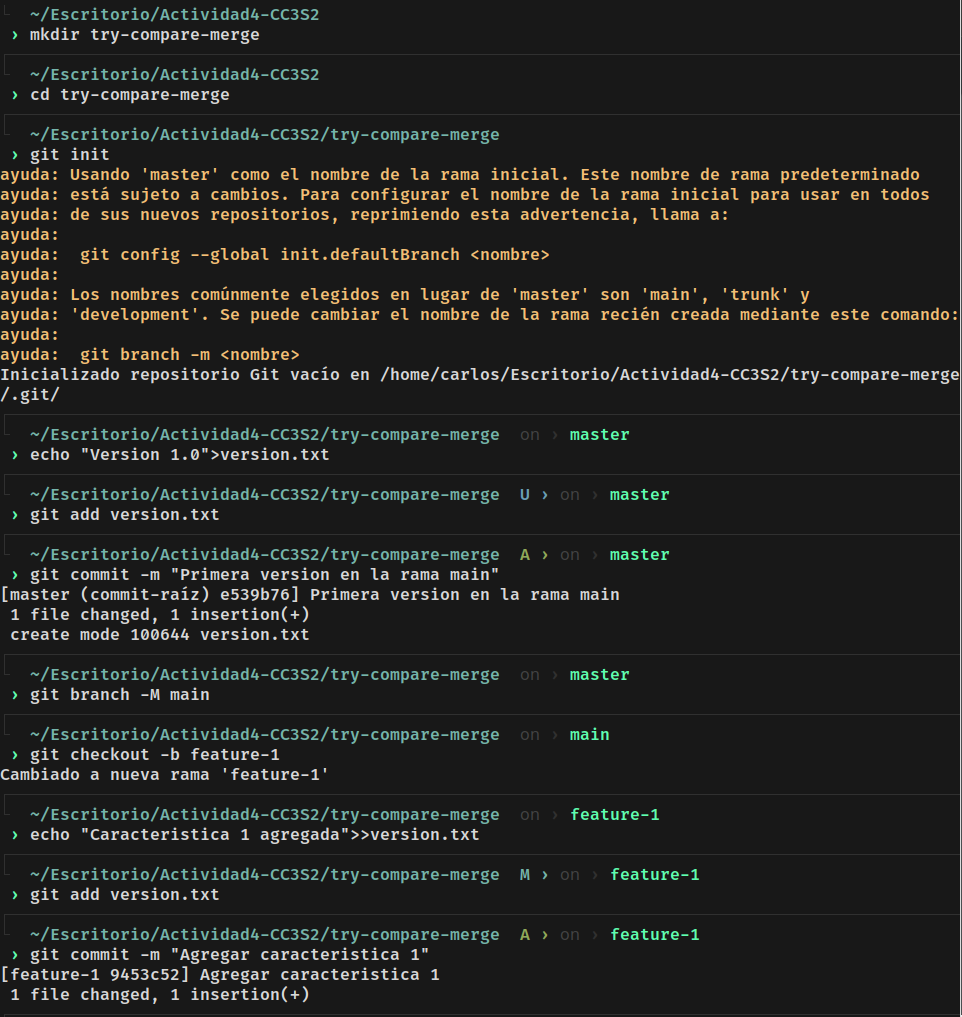 ~/Escritorio/Actividad4-CC3S2
› mkdir try-compare-merge
~/Escritorio/Actividad4-CC3S2
› cd try-compare-merge
~/Escritorio/Actividad4-CC3S2/try-compare-merge
› git init
ayuda: Usando 'master' como el nombre de la rama inicial. Este nombre de rama predeterminado
ayuda: está sujeto a cambios. Para configurar el nombre de la rama inicial para usar en todos
ayuda: de sus nuevos repositorios, reprimiendo esta advertencia, llama a:
ayuda:
ayuda:  git config --global init.defaultBranch <nombre>
ayuda:
ayuda: Los nombres comúnmente elegidos en lugar de 'master' son 'main', 'trunk' y
ayuda: 'development'. Se puede cambiar el nombre de la rama recién creada mediante este comando:
ayuda:
ayuda:  git branch -m <nombre>
Inicializado repositorio Git vacío en /home/carlos/Escritorio/Actividad4-CC3S2/try-compare-merge
/.git/
~/Escritorio/Actividad4-CC3S2/try-compare-merge  on › master
› echo "Version 1.0">version.txt
~/Escritorio/Actividad4-CC3S2/try-compare-merge  U › on › master
› git add version.txt
~/Escritorio/Actividad4-CC3S2/try-compare-merge  A › on › master
› git commit -m "Primera version en la rama main"
[master (commit-raíz) e539b76] Primera version en la rama main
 1 file changed, 1 insertion(+)
 create mode 100644 version.txt
~/Escritorio/Actividad4-CC3S2/try-compare-merge  on › master
› git branch -M main
~/Escritorio/Actividad4-CC3S2/try-compare-merge  on › main
› git checkout -b feature-1
Cambiado a nueva rama 'feature-1'
~/Escritorio/Actividad4-CC3S2/try-compare-merge  on › feature-1
› echo "Caracteristica 1 agregada">>version.txt
~/Escritorio/Actividad4-CC3S2/try-compare-merge  M › on › feature-1
› git add version.txt
~/Escritorio/Actividad4-CC3S2/try-compare-merge  A › on › feature-1
› git commit -m "Agregar caracteristica 1"
[feature-1 9453c52] Agregar caracteristica 1
 1 file changed, 1 insertion(+)